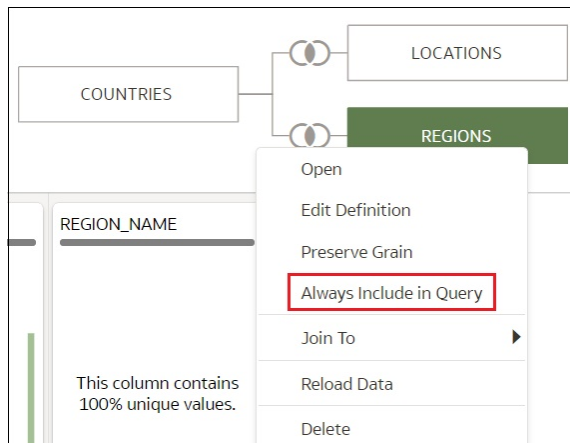 LOCATIONS
COUNTRIES
REGIONS
Open
Edit Definition
Preserve Grain
Always Include in Query
Join To
Reload Data
Delete
REGION_NAME
This column contains
100% unique values.